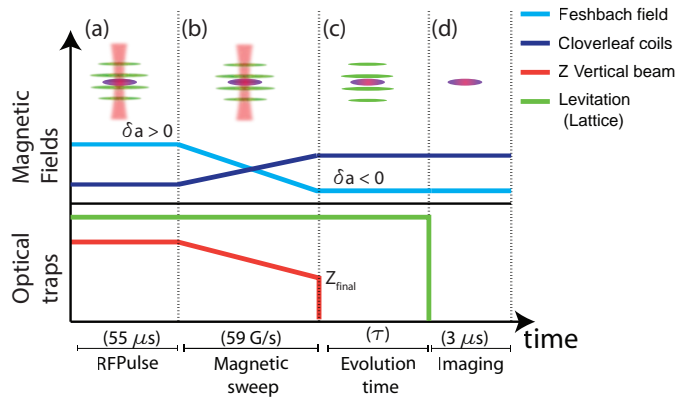 (a) (b) (c) (d)
Feshbach field
Cloverleaf coils
Z Vertical beam
Levitation
(Lattice)
Magnetic
Fields
δa > 0
δa < 0
Optical
traps
Z_final
time
(55 μs) (59 G/s) (τ) (3 μs)
RFPulse Magnetic sweep Evolution time Imaging